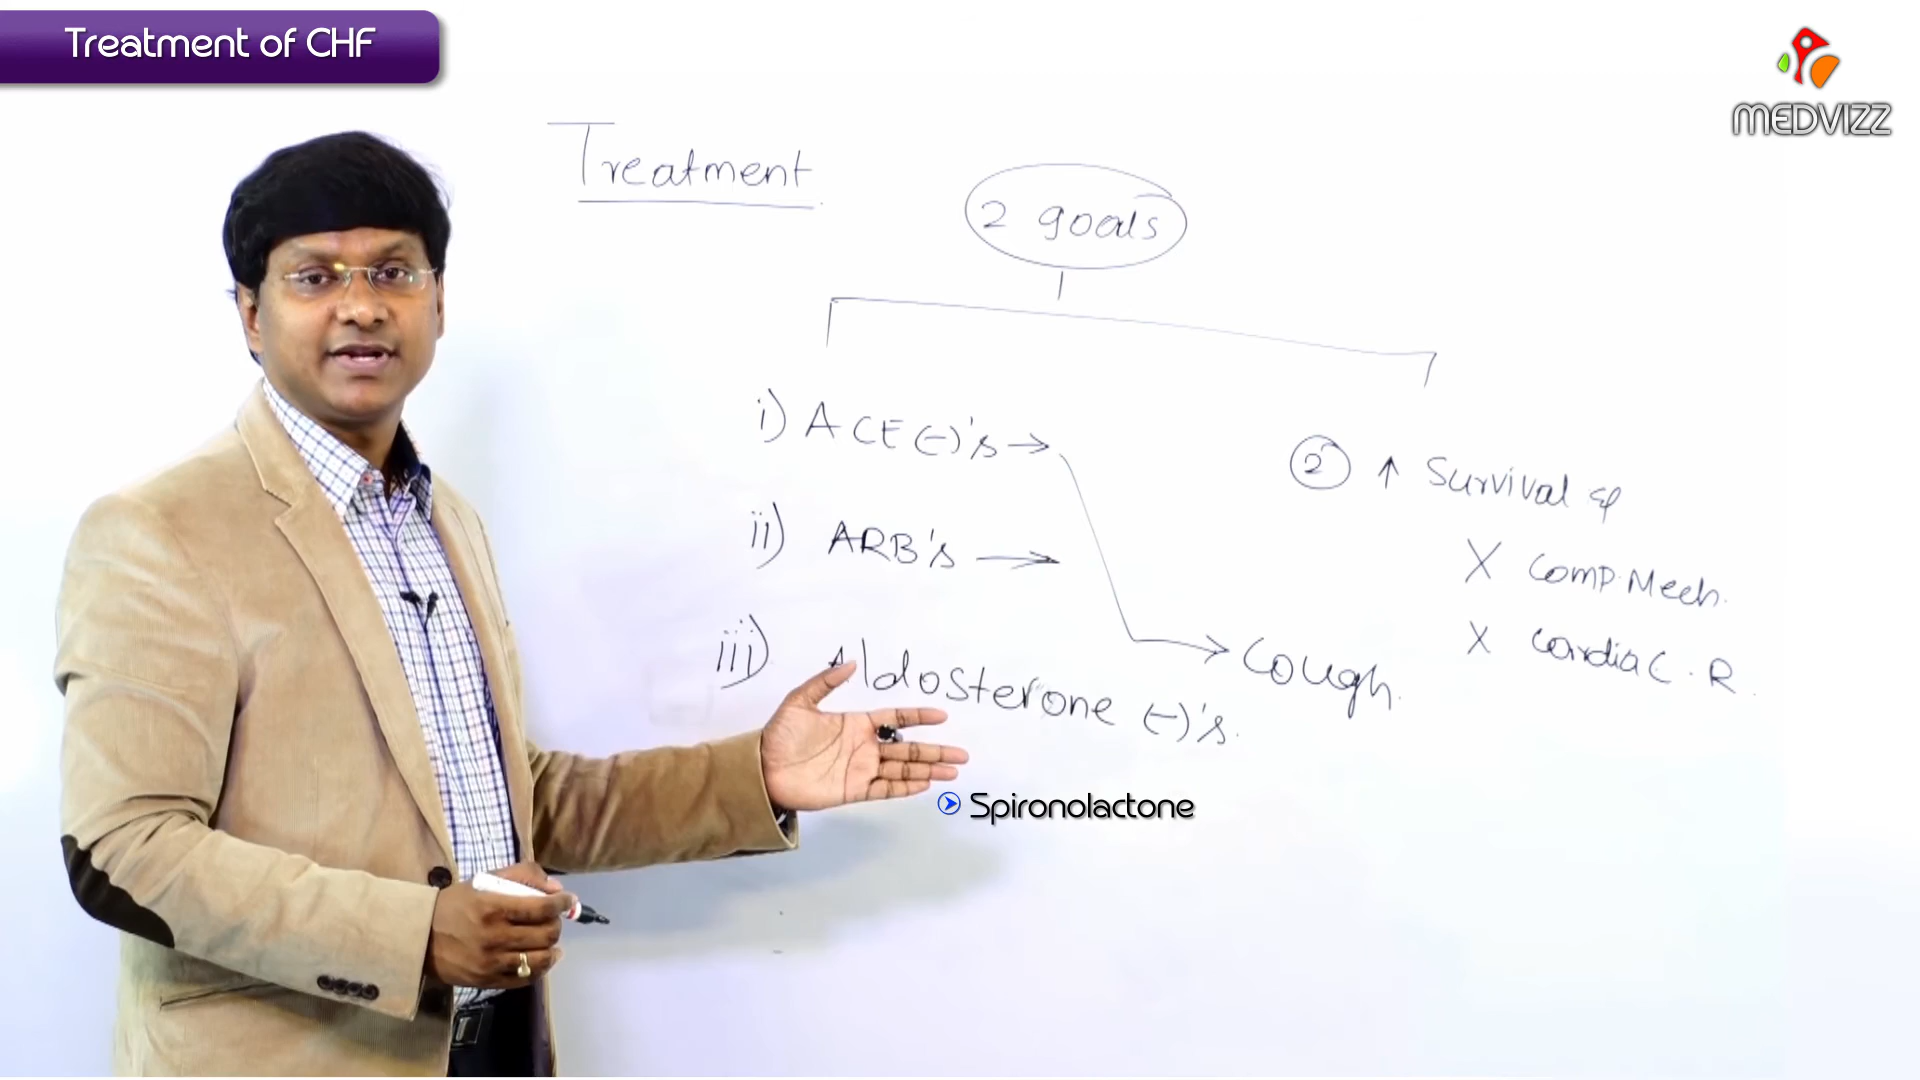 Treatment of CHF
MEDVIZZ
Treatment
2 goals
i) ACE (-)'s →
ii) ARB's →
iii) Aldosterone (-)'s.
→ Cough.
Spironolactone
② ↑ Survival
X Comp. Mech.
X Cardiac. R.